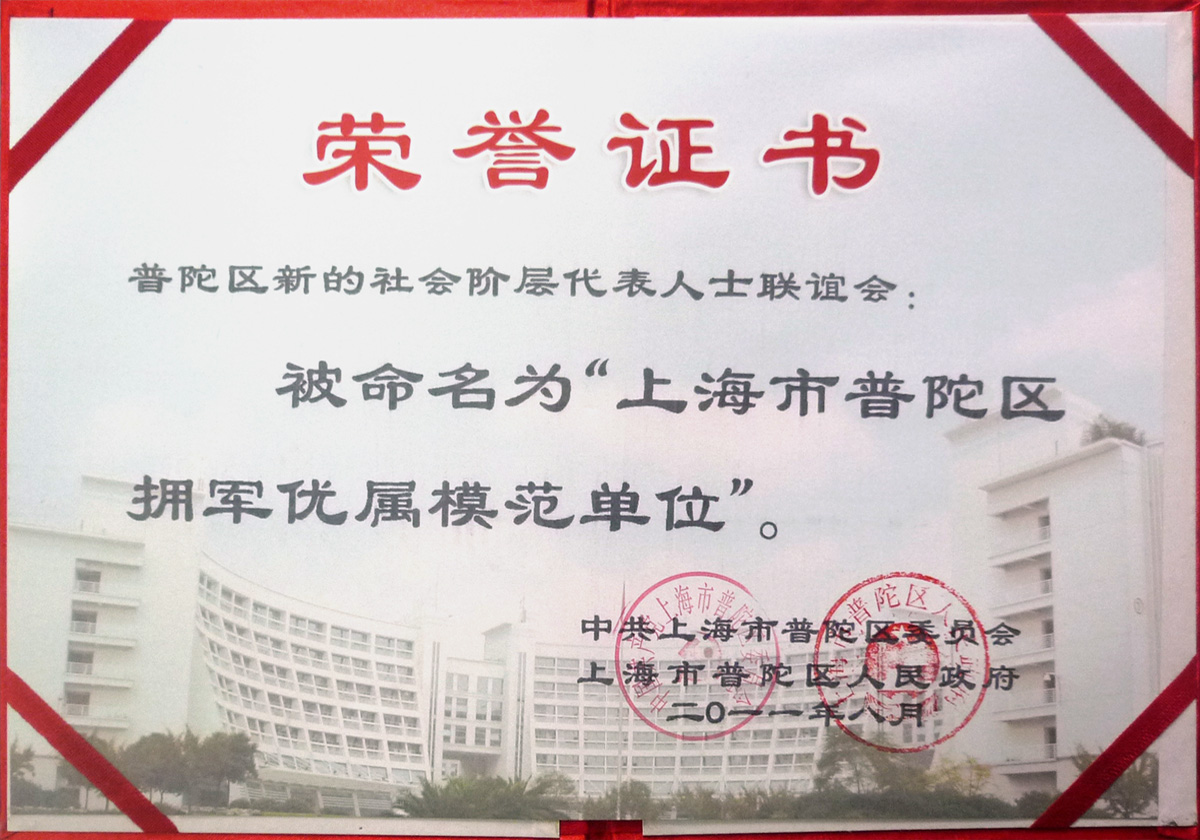 荣誉证书
普陀区新的社会阶层代表人士联谊会：
被命名为“上海市普陀区
拥军优属模范单位”。
中共上海市普陀区委员会
上海市普陀区人民政府
二〇一一年八月